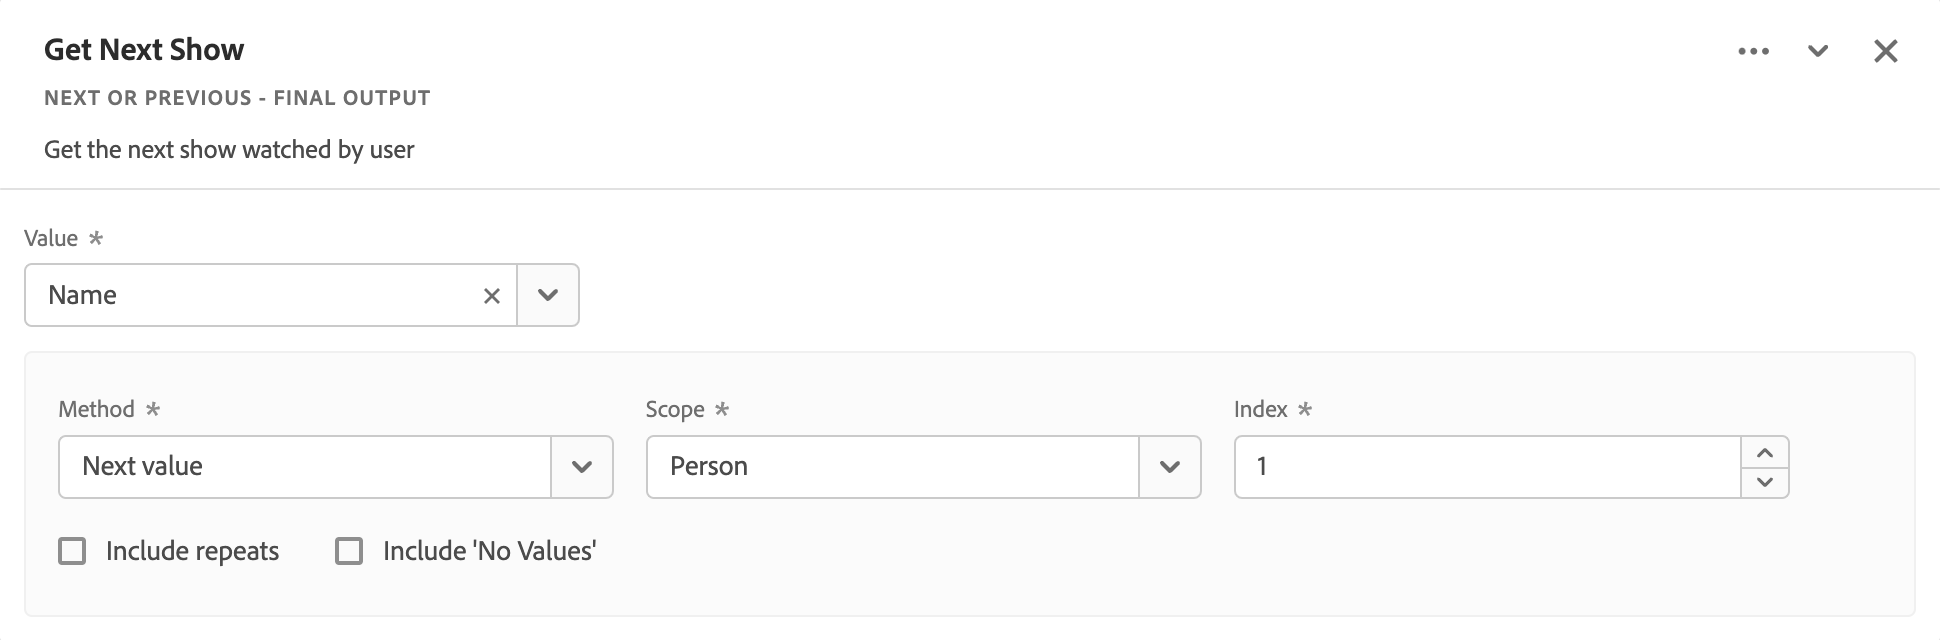 Get Next Show
NEXT OR PREVIOUS - FINAL OUTPUT
Get the next show watched by user
Value *
Name
Method * Scope * Index *
Next value Person 1
Include repeats Include 'No Values'